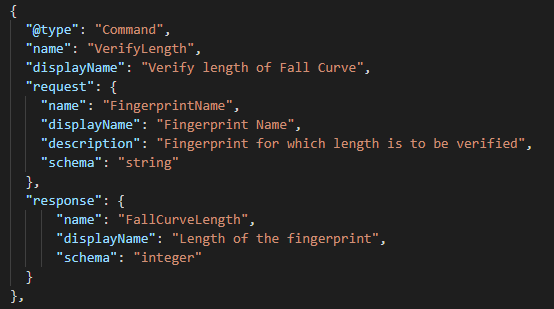 {
"@type": "Command",
"name": "VerifyLength",
"displayName": "Verify length of Fall Curve",
"request": {
"name": "FingerprintName",
"displayName": "Fingerprint Name",
"description": "Fingerprint for which length is to be verified",
"schema": "string"
},
"response": {
"name": "FallCurveLength",
"displayName": "Length of the fingerprint",
"schema": "integer"
}
},